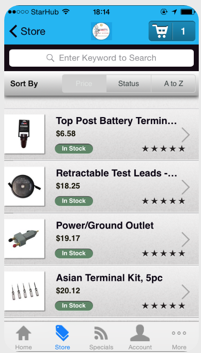 StarHub
18:14
Store
1
Enter Keyword to Search
Sort By
Price
Status
A to Z
Top Post Battery Termin...
$6.58
In Stock
Retractable Test Leads -...
$18.25
In Stock
Power/Ground Outlet
$19.17
In Stock
Asian Terminal Kit, 5pc
$20.12
In Stock
Home
Store
Specials
Account
More